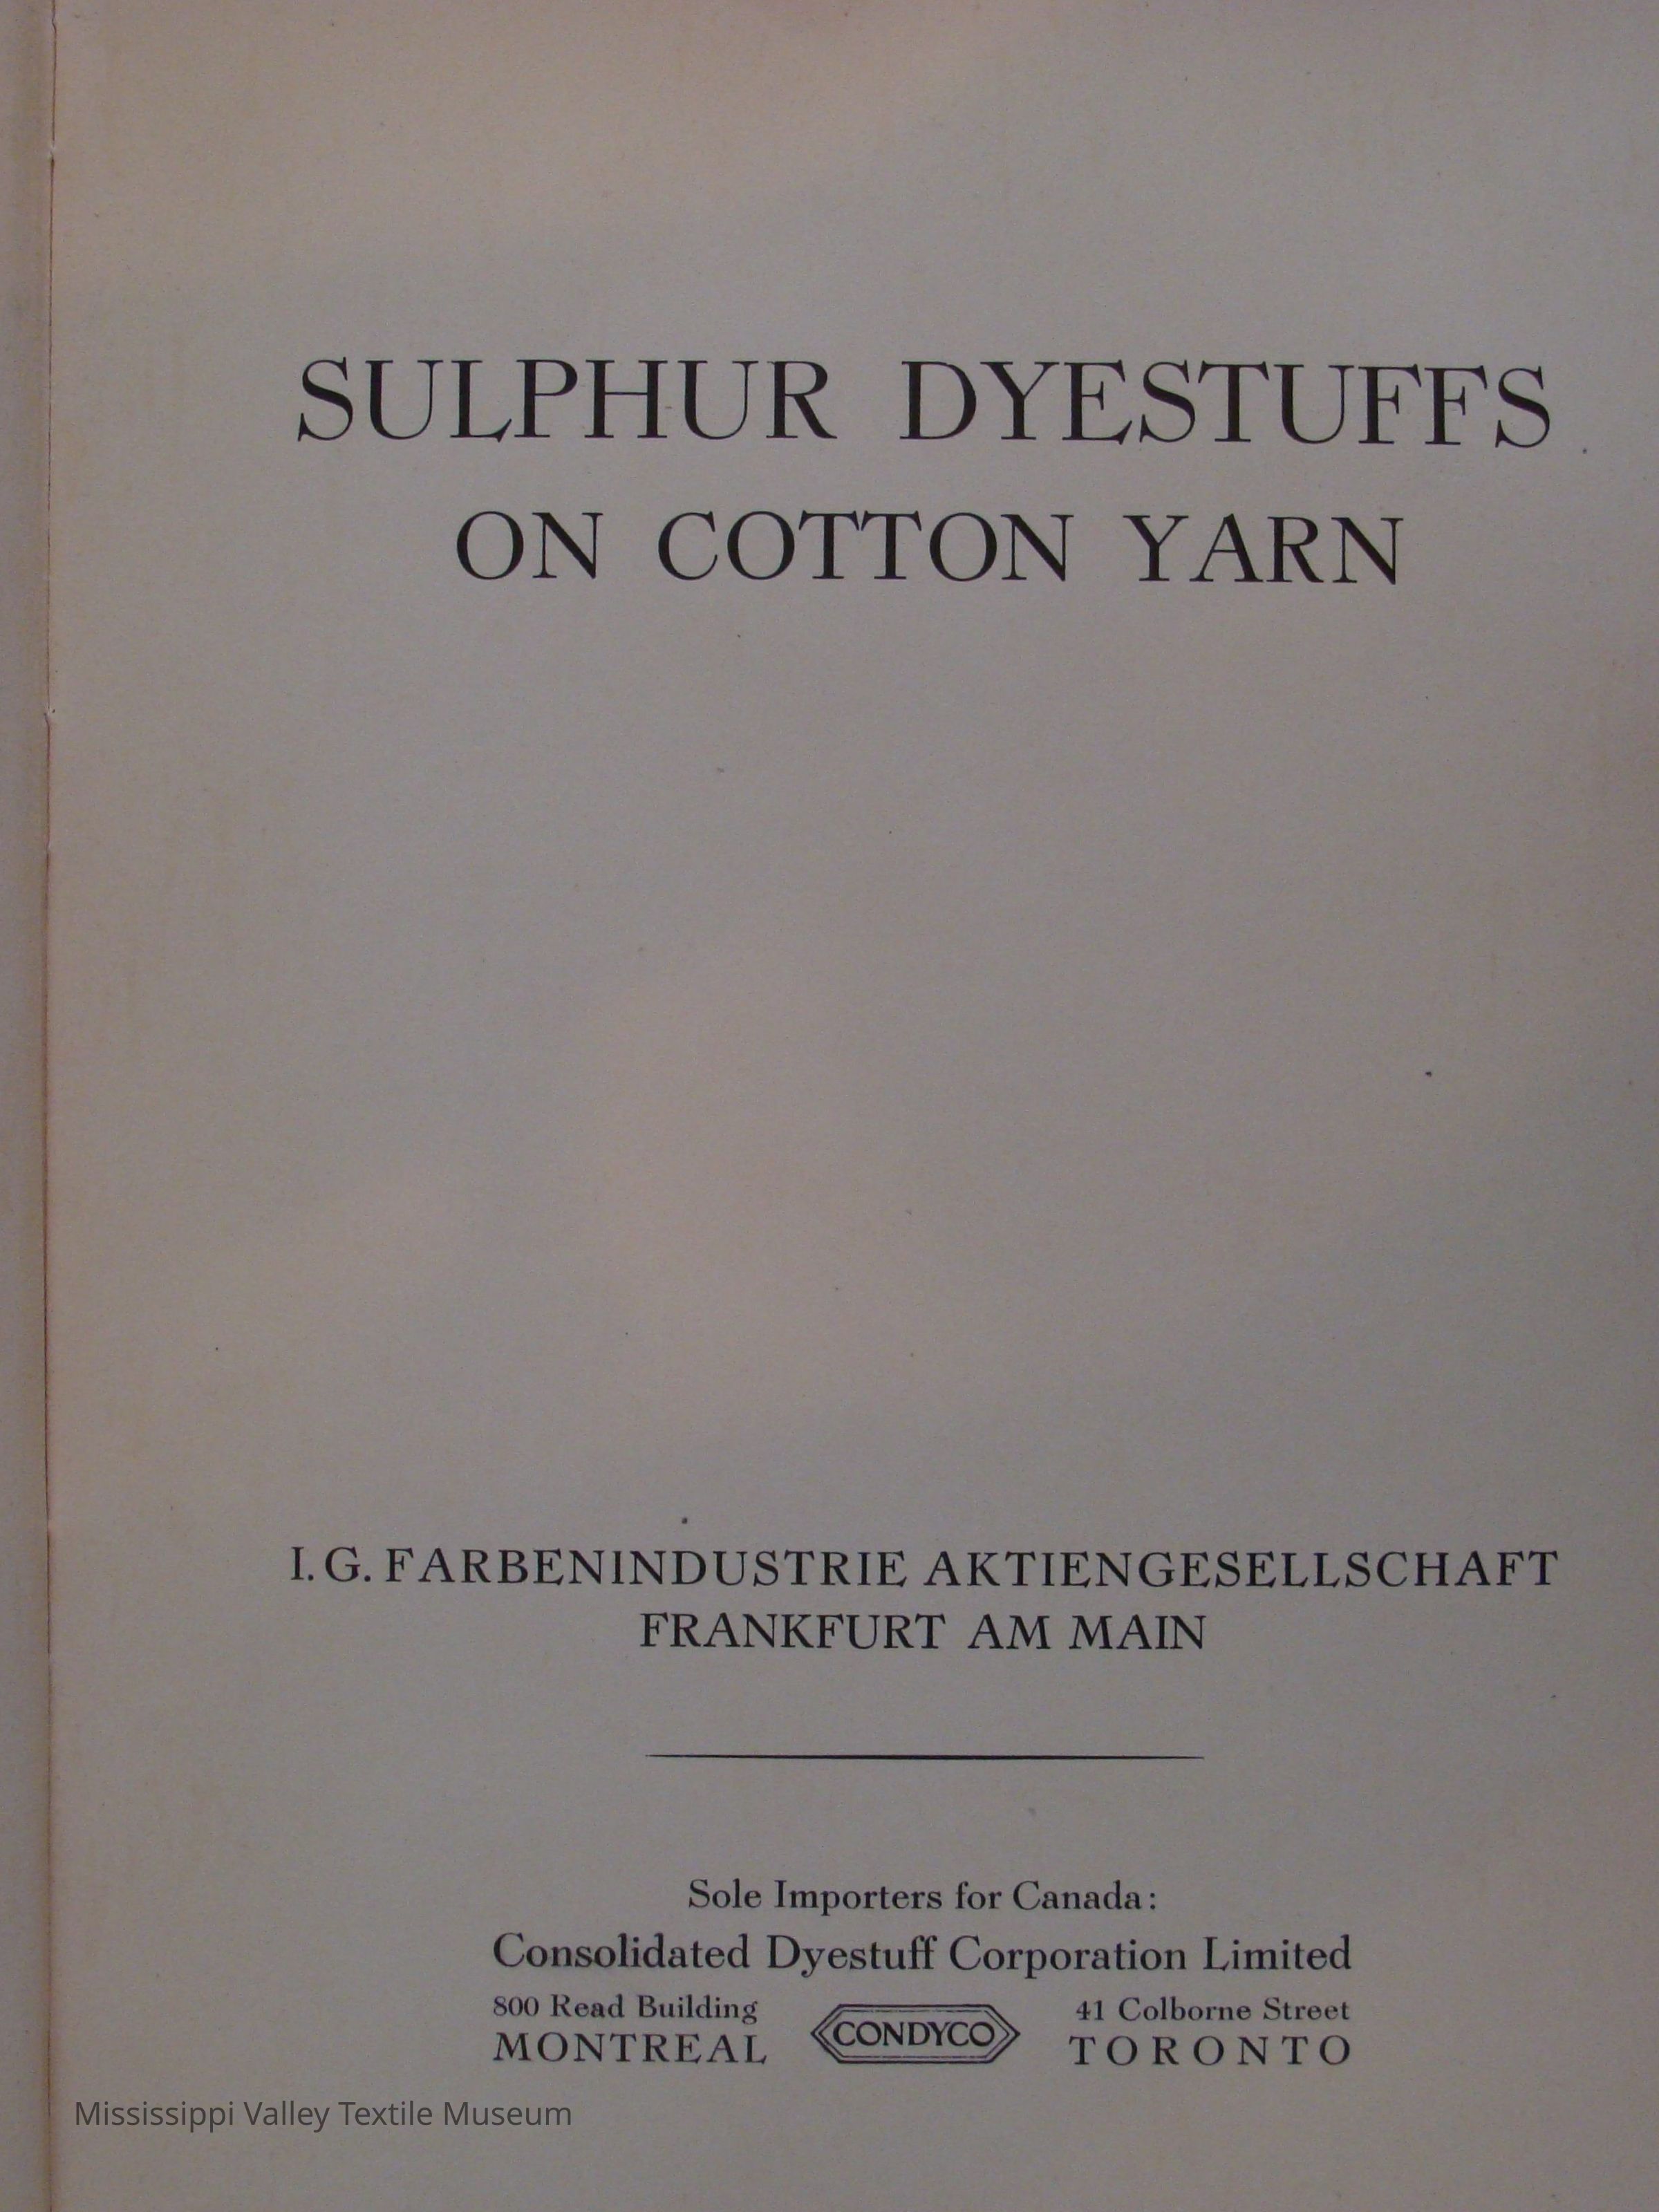 SULPHUR DYESTUFFS
ON COTTON YARN
I. G. FARBENINDUSTRIE AKTIENGESELLSCHAFT
FRANKFURT AM MAIN
Sole Importers for Canada:
Consolidated Dyestuff Corporation Limited
800 Read Building
MONTREAL
CONDYCO
41 Colborne Street
TORONTO
Mississippi Valley Textile Museum